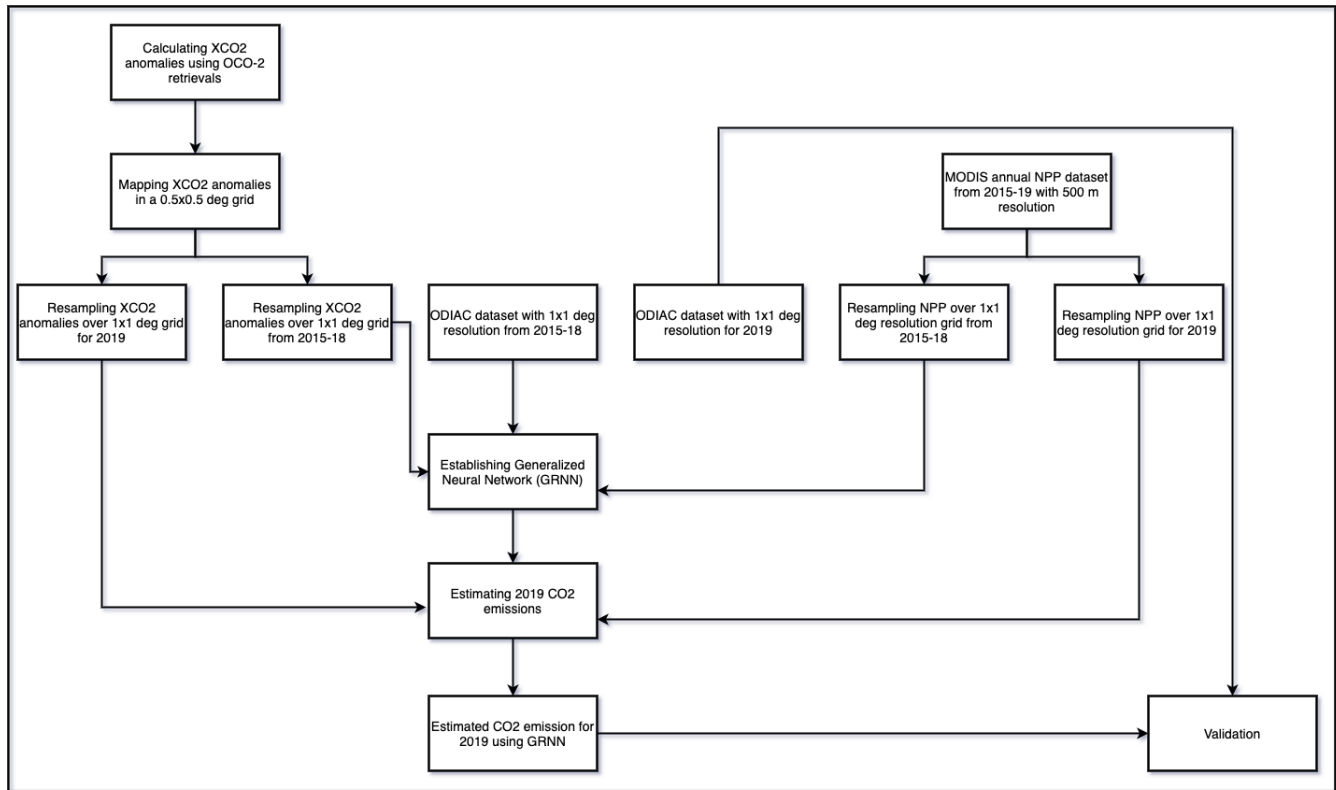 Calculating XCO2
anomalies using OCO-2
retrievals
Mapping XCO2 anomalies
in a 0.5x0.5 deg grid
MODIS annual NPP dataset
from 2015-19 with 500 m
resolution
Resampling XCO2
anomalies over 1x1 deg grid
for 2019
Resampling XCO2
anomalies over 1x1 deg grid
from 2015-18
ODIAC dataset with 1x1 deg
resolution from 2015-18
ODIAC dataset with 1x1 deg
resolution for 2019
Resampling NPP over 1x1
deg resolution grid from
2015-18
Resampling NPP over 1x1
deg resolution grid for 2019
Establishing Generalized
Neural Network (GRNN)
Estimating 2019 CO2
emissions
Estimated CO2 emission for
2019 using GRNN
Validation